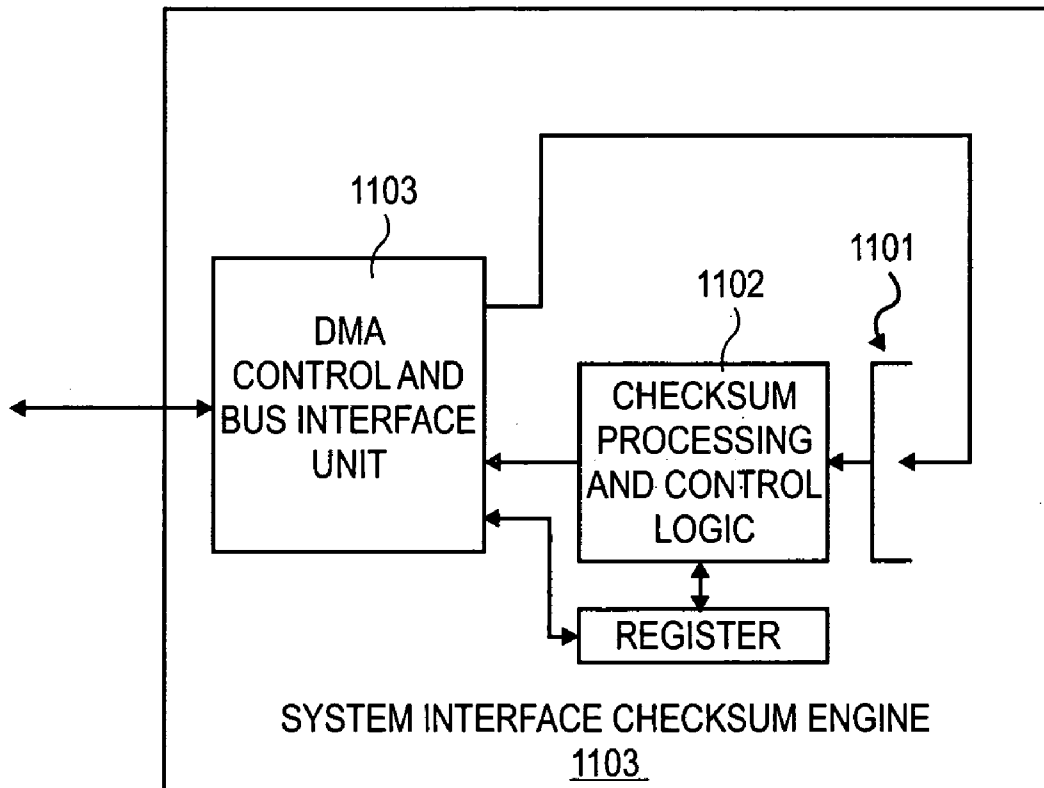 1103
DMA
CONTROL AND
BUS INTERFACE
UNIT
1102
1101
CHECKSUM
PROCESSING
AND CONTROL
LOGIC
REGISTER
SYSTEM INTERFACE CHECKSUM ENGINE
1103